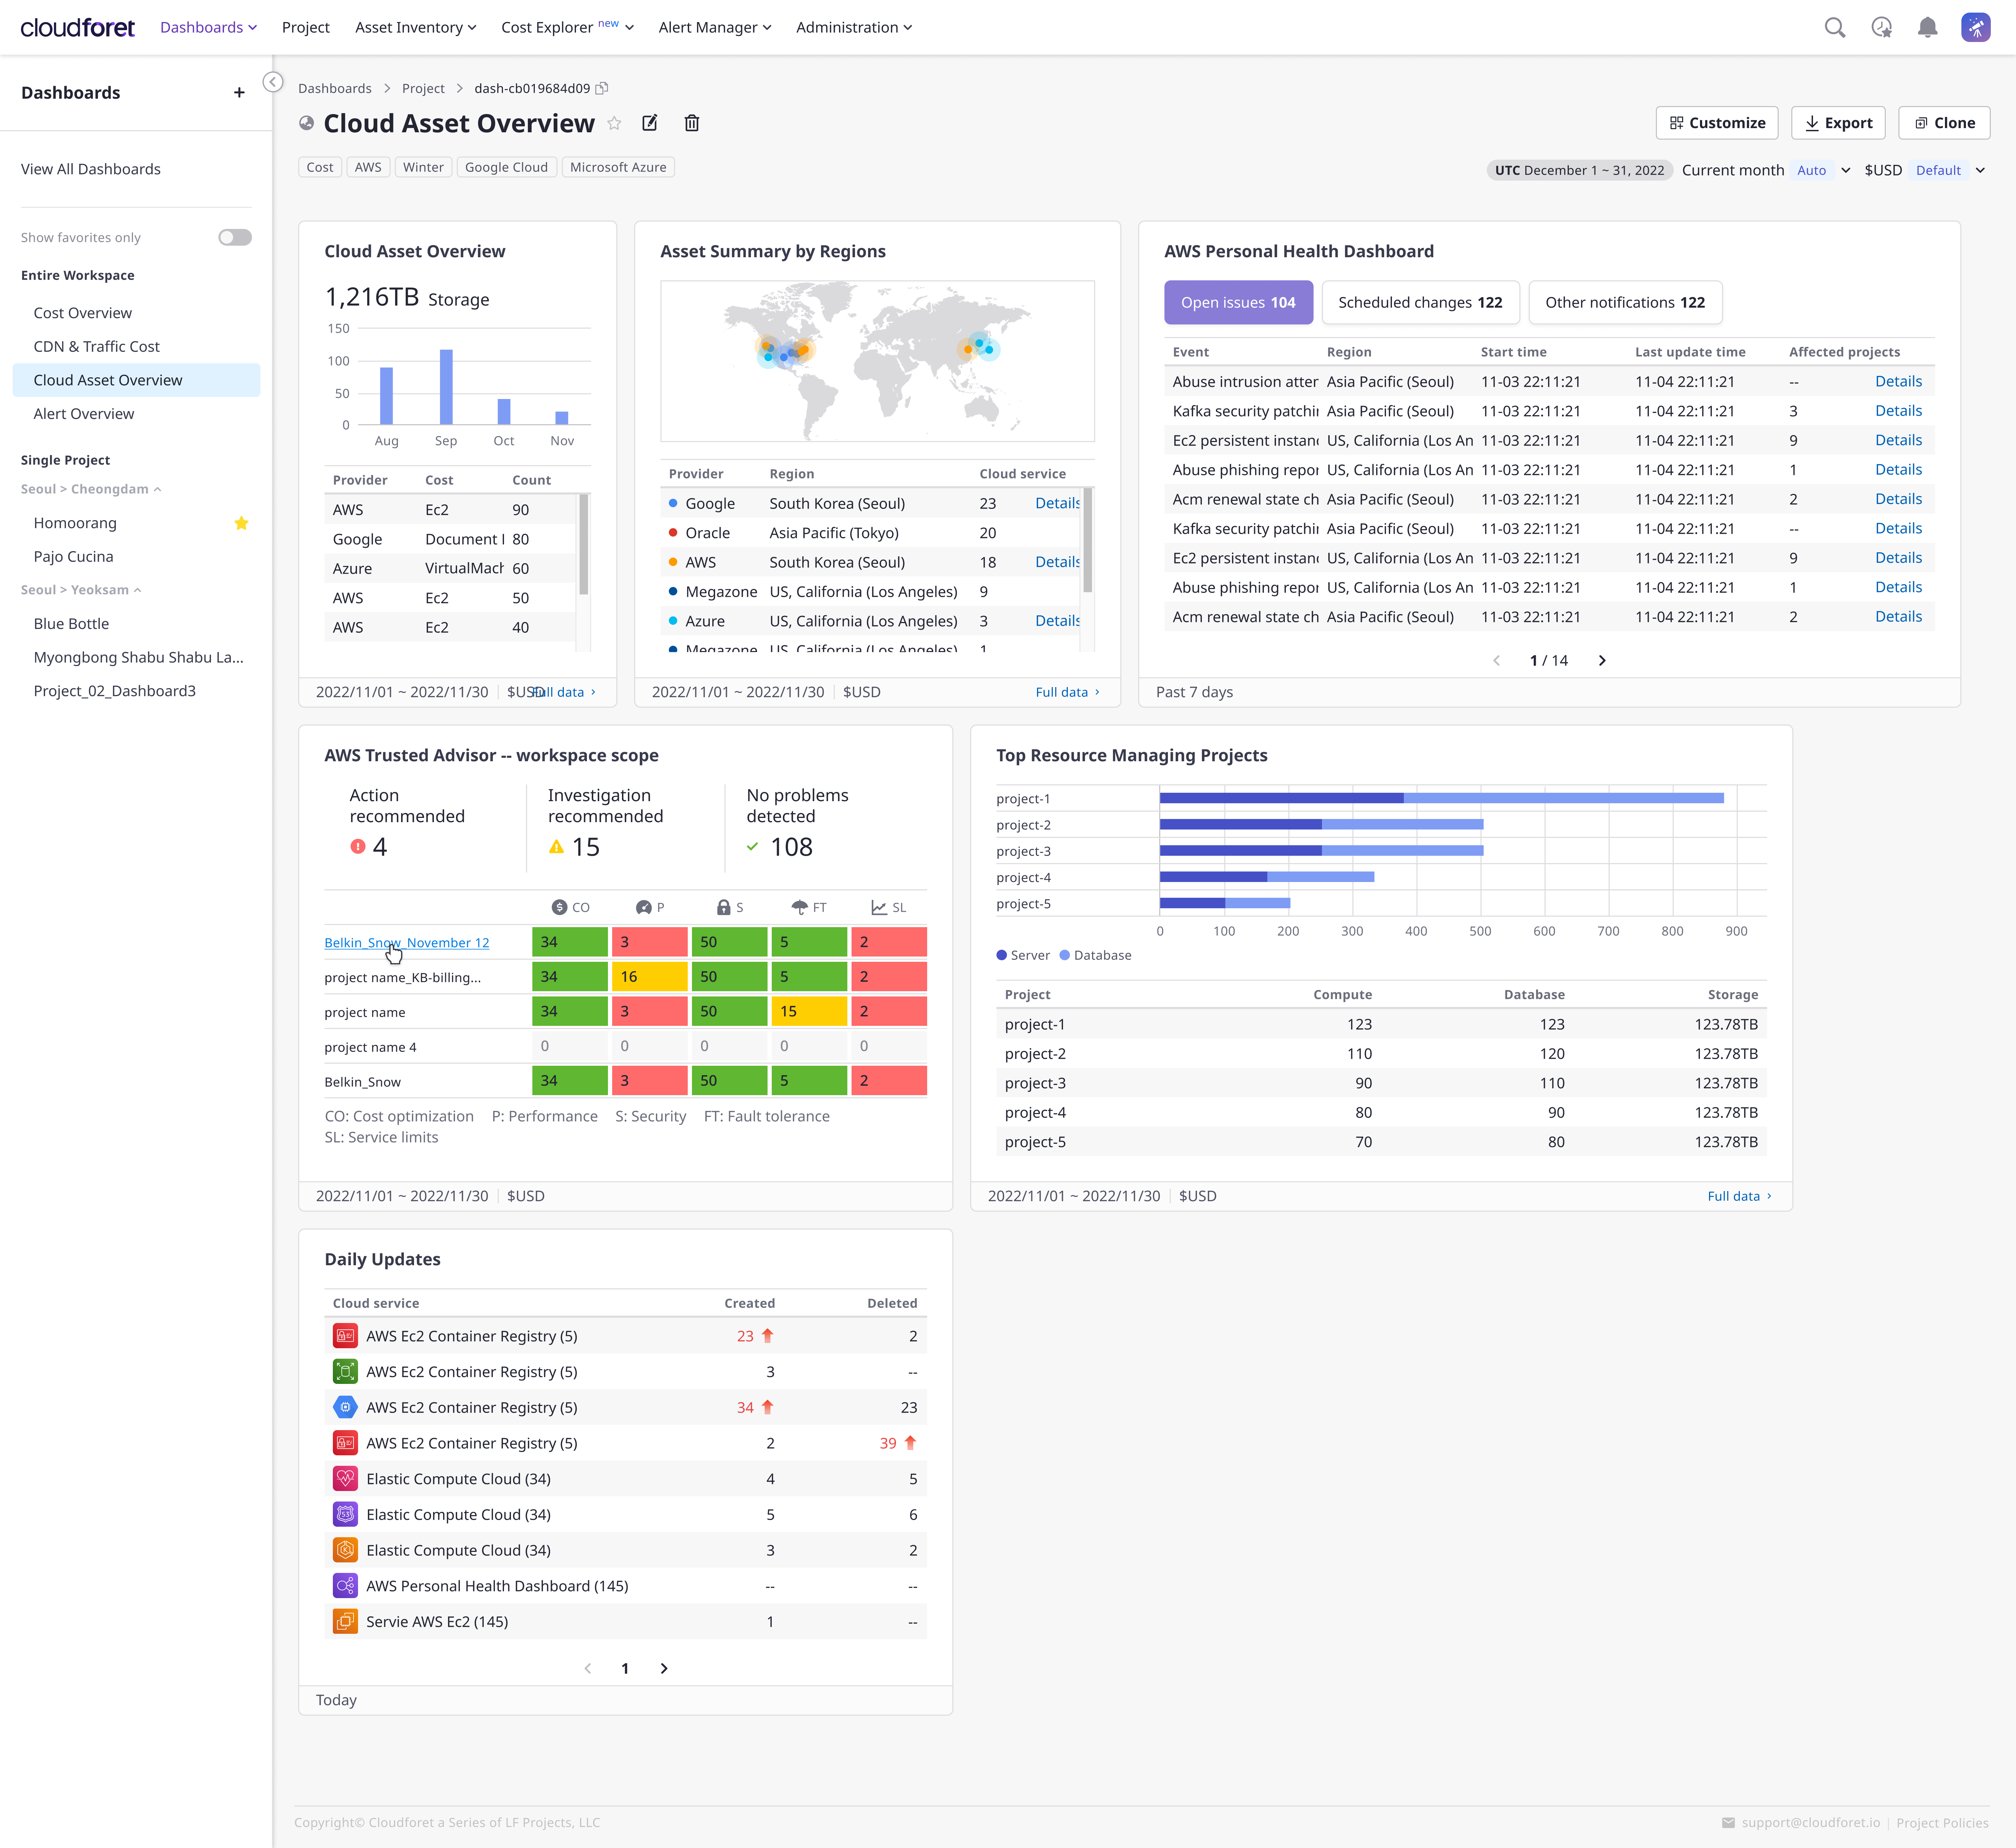 cloudforet
Dashboards Project Asset Inventory Cost Explorer new Alert Manager Administration
Dashboards +
View All Dashboards
Show favorites only
Entire Workspace
Cost Overview
CDN & Traffic Cost
Cloud Asset Overview
Alert Overview
Single Project
Seoul > Cheongdam
Homoorang
Pajo Cucina
Seoul > Yeoksam
Blue Bottle
Myongbong Shabu Shabu La...
Project_02_Dashboard3
Dashboards > Project > dash-cb019684d09
Cloud Asset Overview
Customize Export Clone
Cost AWS Winter Google Cloud Microsoft Azure
UTC December 1 ~ 31, 2022 Current month Auto $USD Default
Cloud Asset Overview
1,216TB Storage
150
100
50
0
Aug Sep Oct Nov
Provider Cost Count
AWS Ec2 90
Google Document 80
Azure VirtualMach 60
AWS Ec2 50
AWS Ec2 40
2022/11/01 ~ 2022/11/30 $USD Full data
Asset Summary by Regions
Provider Region Cloud service
Google South Korea (Seoul) 23 Details
Oracle Asia Pacific (Tokyo) 20
AWS South Korea (Seoul) 18 Details
Megazone US, California (Los Angeles) 9
Azure US, California (Los Angeles) 3 Details
Megazone US, California (Los Angeles) 1
2022/11/01 ~ 2022/11/30 $USD Full data
AWS Personal Health Dashboard
Open issues 104 Scheduled changes 122 Other notifications 122
Event Region Start time Last update time Affected projects
Abuse intrusion atter Asia Pacific (Seoul) 11-03 22:11:21 11-04 22:11:21 -- Details
Kafka security patchi Asia Pacific (Seoul) 11-03 22:11:21 11-04 22:11:21 3 Details
Ec2 persistent instan US, California (Los An 11-03 22:11:21 11-04 22:11:21 9 Details
Abuse phishing repor US, California (Los An 11-03 22:11:21 11-04 22:11:21 1 Details
Acm renewal state ch Asia Pacific (Seoul) 11-03 22:11:21 11-04 22:11:21 2 Details
Kafka security patchi Asia Pacific (Seoul) 11-03 22:11:21 11-04 22:11:21 -- Details
Ec2 persistent instan US, California (Los An 11-03 22:11:21 11-04 22:11:21 9 Details
Abuse phishing repor US, California (Los An 11-03 22:11:21 11-04 22:11:21 1 Details
Acm renewal state ch Asia Pacific (Seoul) 11-03 22:11:21 11-04 22:11:21 2 Details
1 / 14
Past 7 days
AWS Trusted Advisor -- workspace scope
Action
recommended
4
Investigation
recommended
15
No problems
detected
108
CO P S FT SL
Belkin_Snow_November 12 34 3 50 5 2
project name_KB-billing... 34 16 50 5 2
project name 34 3 50 15 2
project name 4 0 0 0 0 0
Belkin_Snow 34 3 50 5 2
CO: Cost optimization P: Performance S: Security FT: Fault tolerance
SL: Service limits
2022/11/01 ~ 2022/11/30 $USD
Top Resource Managing Projects
project-1
project-2
project-3
project-4
project-5
0 100 200 300 400 500 600 700 800 900
Server Database
Project Compute Database Storage
project-1 123 123 123.78TB
project-2 110 120 123.78TB
project-3 90 110 123.78TB
project-4 80 90 123.78TB
project-5 70 80 123.78TB
2022/11/01 ~ 2022/11/30 $USD Full data
Daily Updates
Cloud service Created Deleted
AWS Ec2 Container Registry (5) 23 2
AWS Ec2 Container Registry (5) 3 --
AWS Ec2 Container Registry (5) 34 23
AWS Ec2 Container Registry (5) 2 39
Elastic Compute Cloud (34) 4 5
Elastic Compute Cloud (34) 5 6
Elastic Compute Cloud (34) 3 2
AWS Personal Health Dashboard (145) -- --
Servie AWS Ec2 (145) 1 --
1
Today
Copyright© Cloudforet a Series of LF Projects, LLC
support@cloudforet.io | Project Policies